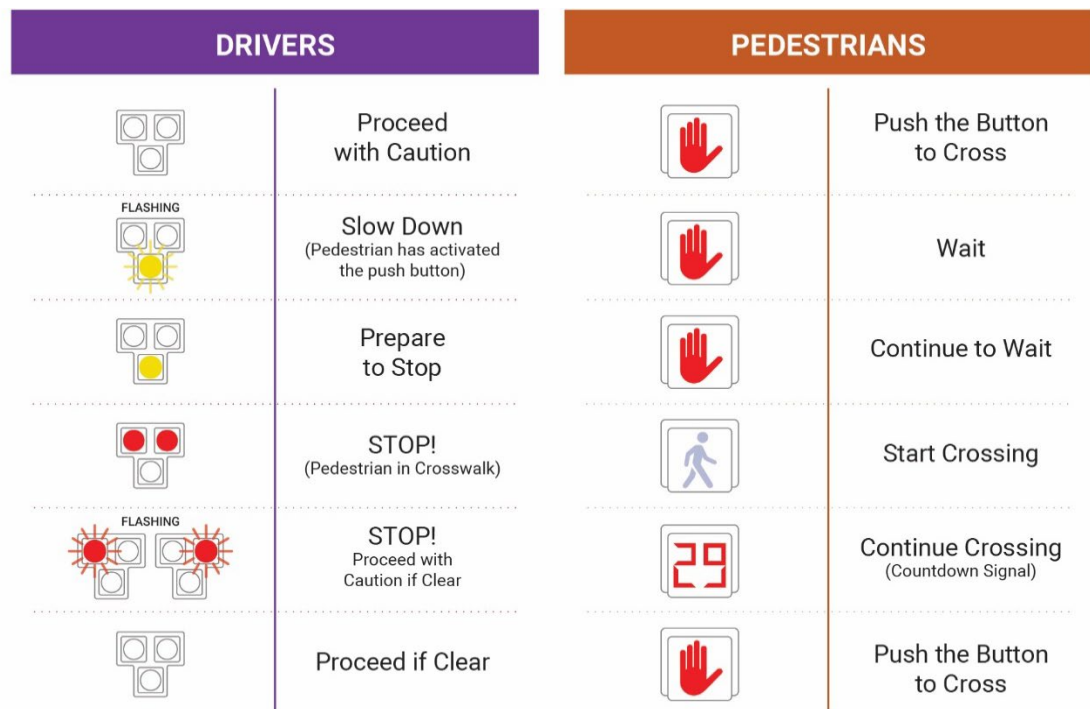 DRIVERS
Proceed
with Caution
FLASHING
Slow Down
(Pedestrian has activated
the push button)
Prepare
to Stop
STOP!
(Pedestrian in Crosswalk)
FLASHING
STOP!
Proceed with
Caution if Clear
Proceed if Clear
PEDESTRIANS
Push the Button
to Cross
Wait
Continue to Wait
Start Crossing
29
Continue Crossing
(Countdown Signal)
Push the Button
to Cross